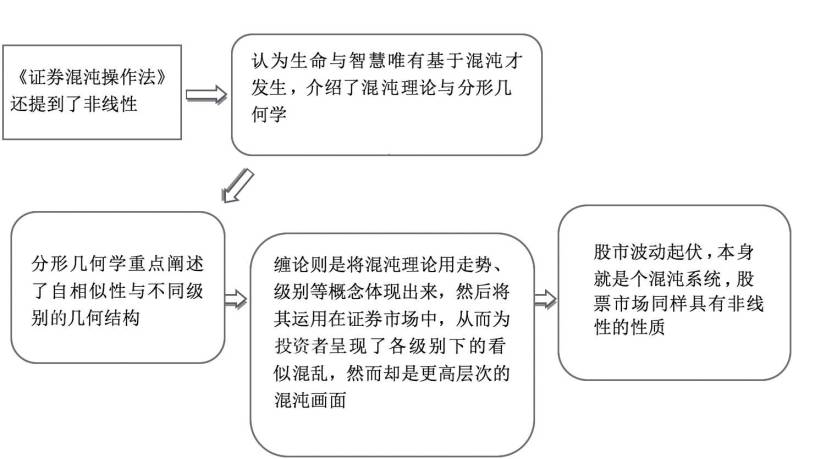 《证券混沌操作法》
还提到了非线性
认为生命与智慧唯有基于混沌才
发生，介绍了混沌理论与分形几
何学
分形几何学重点阐述
了自相似性与不同级
别的几何结构
缠论则是将混沌理论用走势、
级别等概念体现出来，然后将
其运用在证券市场中，从而为
投资者呈现了各级别下的看
似混乱，然而却是更高层次的
混沌画面
股市波动起伏，本身
就是个混沌系统，股
票市场同样具有非线
性的性质